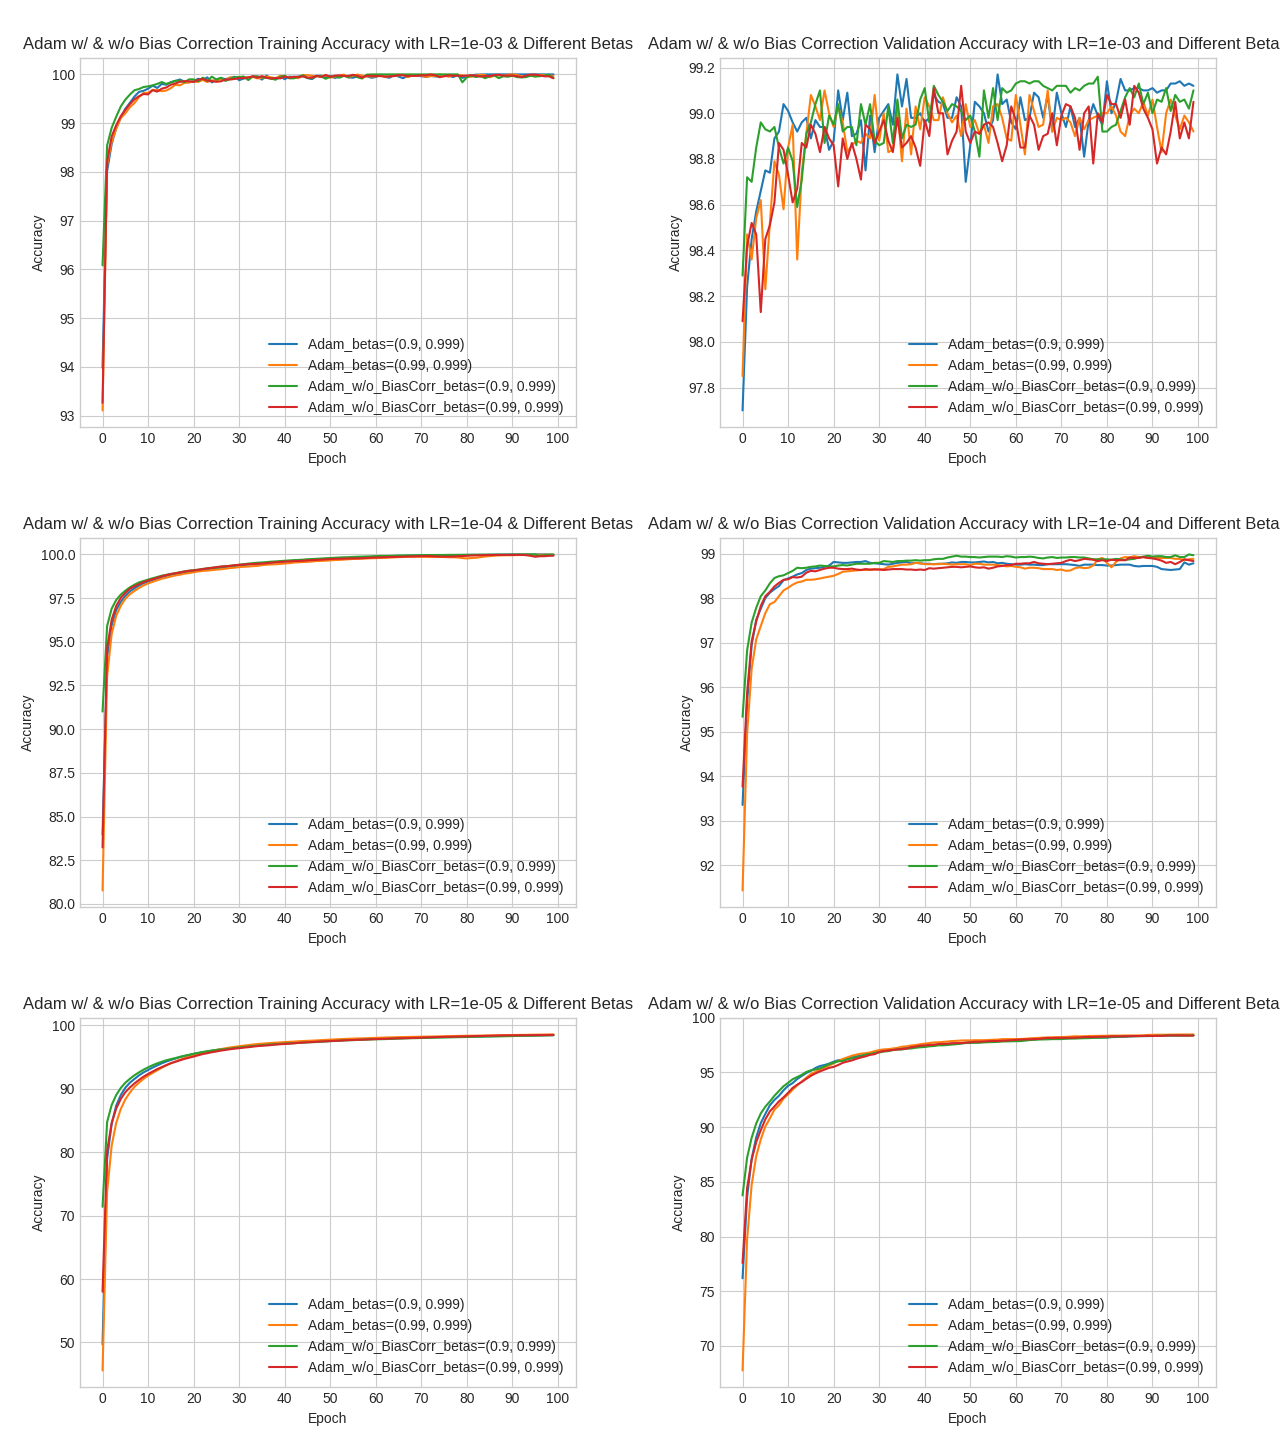 Adam w/ & w/o Bias Correction Training Accuracy with LR=1e-03 & Different Betas
100
99
98
97
96
95
94
93
Accuracy
0 10 20 30 40 50 60 70 80 90 100
Epoch
Adam_betas=(0.9, 0.999)
Adam_betas=(0.99, 0.999)
Adam_w/o_BiasCorr_betas=(0.9, 0.999)
Adam_w/o_BiasCorr_betas=(0.99, 0.999)
Adam w/ & w/o Bias Correction Validation Accuracy with LR=1e-03 and Different Beta
99.2
99.0
98.8
98.6
98.4
98.2
98.0
97.8
Accuracy
0 10 20 30 40 50 60 70 80 90 100
Epoch
Adam_betas=(0.9, 0.999)
Adam_betas=(0.99, 0.999)
Adam_w/o_BiasCorr_betas=(0.9, 0.999)
Adam_w/o_BiasCorr_betas=(0.99, 0.999)
Adam w/ & w/o Bias Correction Training Accuracy with LR=1e-04 & Different Betas
100.0
97.5
95.0
92.5
90.0
87.5
85.0
82.5
80.0
Accuracy
0 10 20 30 40 50 60 70 80 90 100
Epoch
Adam_betas=(0.9, 0.999)
Adam_betas=(0.99, 0.999)
Adam_w/o_BiasCorr_betas=(0.9, 0.999)
Adam_w/o_BiasCorr_betas=(0.99, 0.999)
Adam w/ & w/o Bias Correction Validation Accuracy with LR=1e-04 and Different Beta
99
98
97
96
95
94
93
92
Accuracy
0 10 20 30 40 50 60 70 80 90 100
Epoch
Adam_betas=(0.9, 0.999)
Adam_betas=(0.99, 0.999)
Adam_w/o_BiasCorr_betas=(0.9, 0.999)
Adam_w/o_BiasCorr_betas=(0.99, 0.999)
Adam w/ & w/o Bias Correction Training Accuracy with LR=1e-05 & Different Betas
100
90
80
70
60
50
Accuracy
0 10 20 30 40 50 60 70 80 90 100
Epoch
Adam_betas=(0.9, 0.999)
Adam_betas=(0.99, 0.999)
Adam_w/o_BiasCorr_betas=(0.9, 0.999)
Adam_w/o_BiasCorr_betas=(0.99, 0.999)
Adam w/ & w/o Bias Correction Validation Accuracy with LR=1e-05 and Different Beta
100
95
90
85
80
75
70
Accuracy
0 10 20 30 40 50 60 70 80 90 100
Epoch
Adam_betas=(0.9, 0.999)
Adam_betas=(0.99, 0.999)
Adam_w/o_BiasCorr_betas=(0.9, 0.999)
Adam_w/o_BiasCorr_betas=(0.99, 0.999)